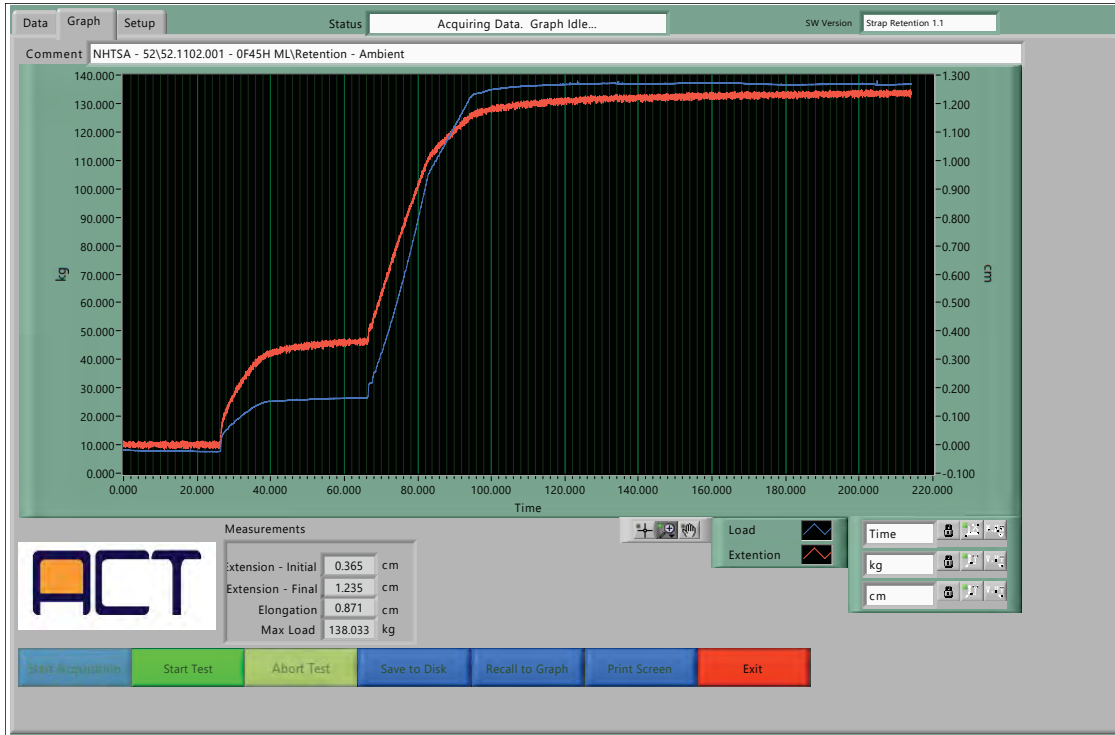 Data Graph Setup Status Acquiring Data. Graph Idle... SW Version Strap Retention 1.1
Comment NHTSA - 52\52.1102.001 - 0F45H ML\Retention - Ambient
140.000 1.300
130.000 1.200
120.000 1.100
110.000 1.000
100.000 0.900
90.000 0.800
80.000 0.700
kg 70.000 0.600 cm
60.000 0.500
50.000 0.400
40.000 0.300
30.000 0.200
20.000 0.100
10.000 0.000
0.000 -0.100
0.000 20.000 40.000 60.000 80.000 100.000 120.000 140.000 160.000 180.000 200.000 220.000
Time
Measurements
Extension - Initial 0.365 cm
Extension - Final 1.235 cm
Elongation 0.871 cm
Max Load 138.033 kg
ACT
Load
Extention
Time
kg
cm
Start Acquisition Start Test Abort Test Save to Disk Recall to Graph Print Screen Exit